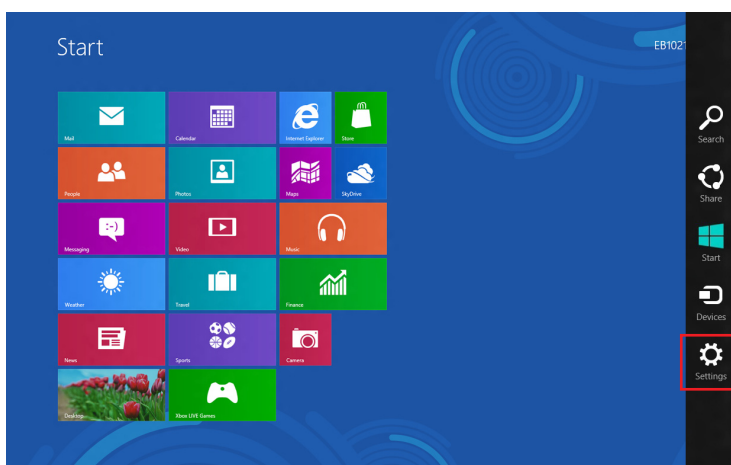 Start
EB1021
Search
Share
Start
Devices
Settings
Mail
Calendar
Internet Explorer
Store
People
Photos
Maps
SkyDrive
Messaging
:-)
Video
Music
Weather
Travel
Finance
News
Sports
Camera
Desktop
Xbox LIVE Games